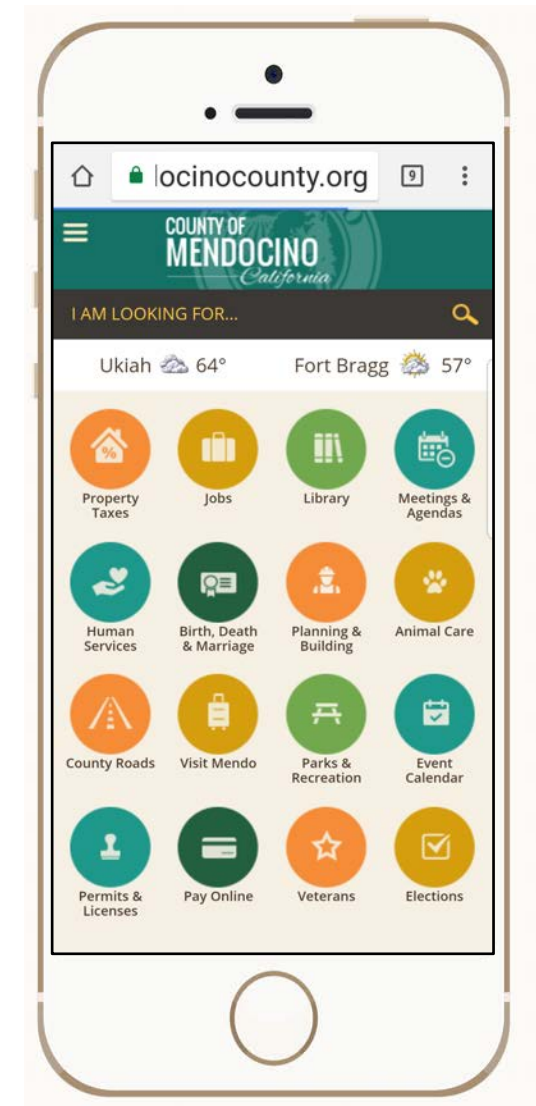 locinocounty.org 9
COUNTY OF
MENDOCINO
California
I AM LOOKING FOR...
Ukiah 64° Fort Bragg 57°
%
Property
Taxes
Jobs
Library
Meetings &
Agendas
Human
Services
Birth, Death
& Marriage
Planning &
Building
Animal Care
County Roads
Visit Mendo
Parks &
Recreation
Event
Calendar
Permits &
Licenses
Pay Online
Veterans
Elections